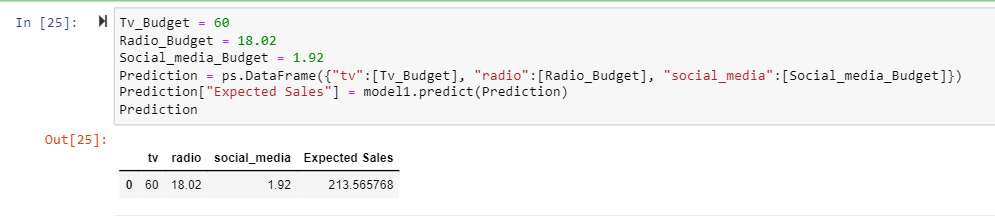 In [25]:
Tv_Budget = 60
Radio_Budget = 18.02
Social_media_Budget = 1.92
Prediction = ps.DataFrame({"tv":[Tv_Budget], "radio":[Radio_Budget], "social_media":[Social_media_Budget]})
Prediction["Expected Sales"] = model1.predict(Prediction)
Prediction
Out[25]:
tv radio social_media Expected Sales
0 60 18.02 1.92 213.565768